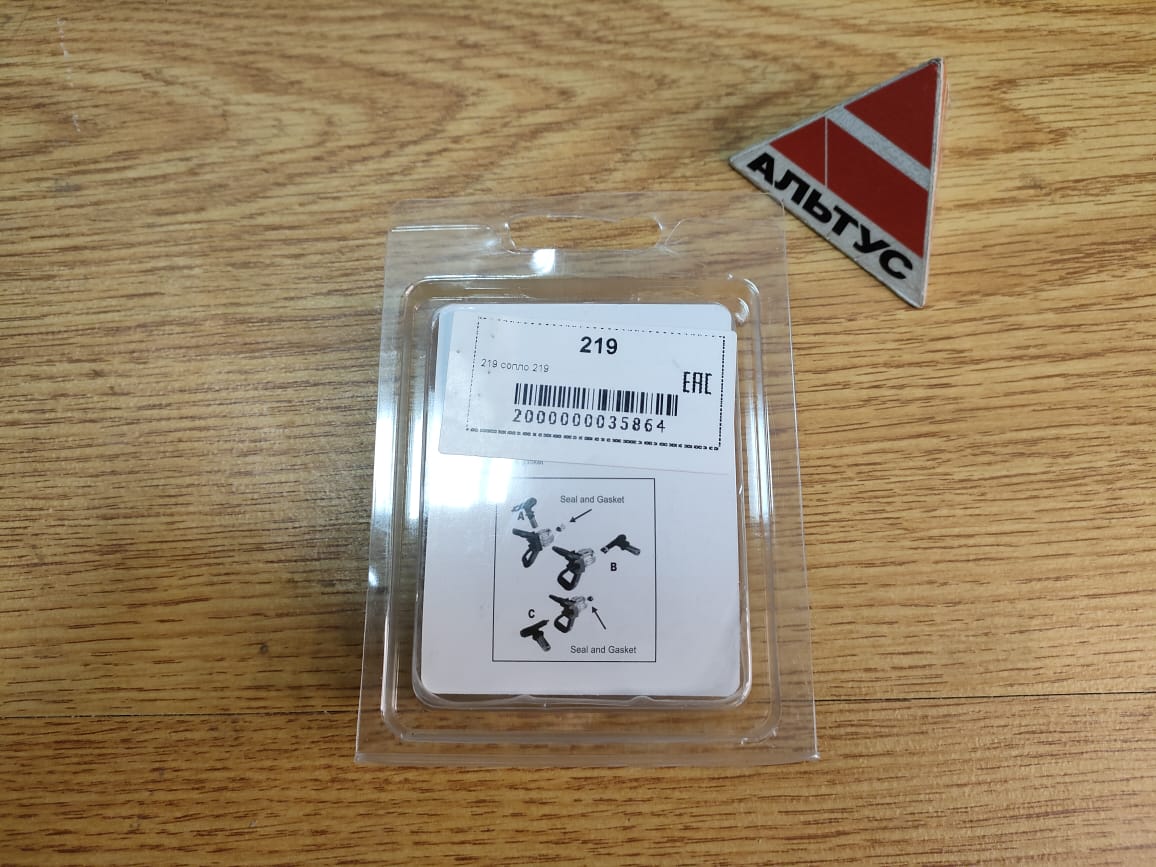 АЛЬТУС
219
219 сопло 219
EAC
2000000035864
Seal and Gasket
A
B
C
Seal and Gasket